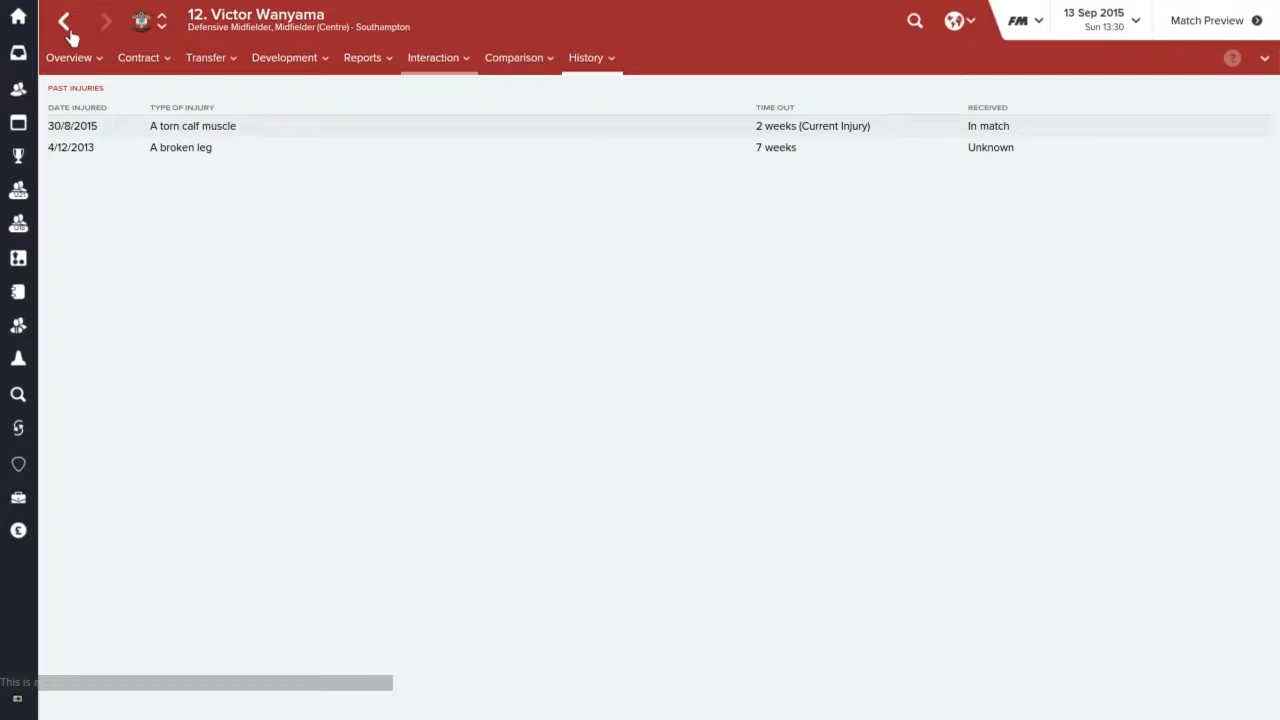 12. Victor Wanyama
Defensive Midfielder, Midfielder (Centre) - Southampton
FM
13 Sep 2015
Sun 13:30
Match Preview
Overview
Contract
Transfer
Development
Reports
Interaction
Comparison
History
?
PAST INJURIES
DATE INJURED TYPE OF INJURY TIME OUT RECEIVED
30/8/2015 A torn calf muscle 2 weeks (Current Injury) In match
4/12/2013 A broken leg 7 weeks Unknown
This is a